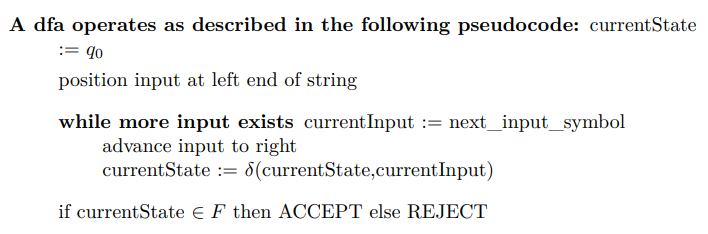 A dfa operates as described in the following pseudocode: currentState
:= q₀
position input at left end of string
while more input exists currentInput := next_input_symbol
advance input to right
currentState := δ(currentState,currentInput)
if currentState ∈ F then ACCEPT else REJECT